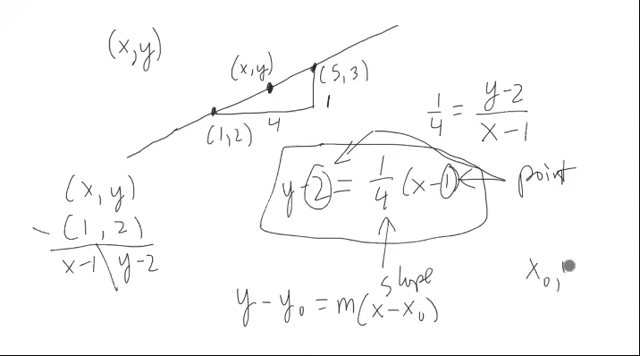 (x,y)
(x,y)
(5,3)
1
4
(1,2)
1/4 = y-2/x-1
y-2 = 1/4 (x-1)
point
slope
(x, y)
- (1, 2)
x-1 y-2
y-y₀ = m(x-x₀)
x₀,